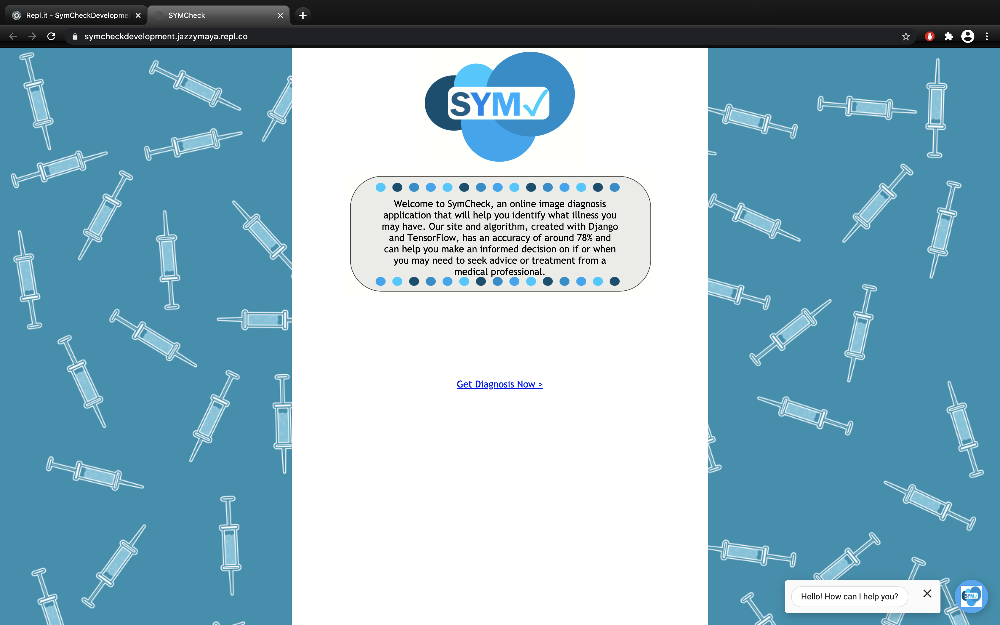 Repl.it - SymCheckDevelopme
SYMCheck
symcheckdevelopment.jazzymaya.repl.co
SYM✓
Welcome to SymCheck, an online image diagnosis
application that will help you identify what illness you
may have. Our site and algorithm, created with Django
and TensorFlow, has an accuracy of around 78% and
can help you make an informed decision on if or when
you may need to seek advice or treatment from a
medical professional.
Get Diagnosis Now >
Hello! How can I help you?
SYM✓